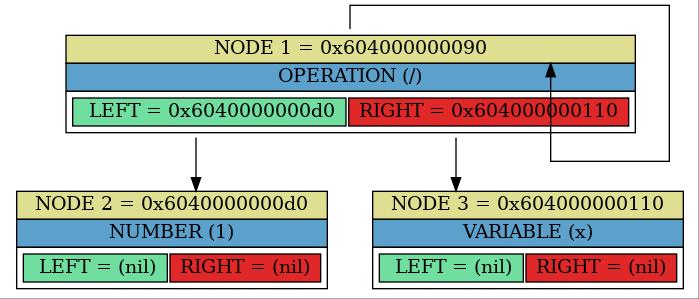 NODE 1 = 0x604000000090
OPERATION (/)
LEFT = 0x6040000000d0 RIGHT = 0x604000000110
NODE 2 = 0x6040000000d0 NODE 3 = 0x604000000110
NUMBER (1) VARIABLE (x)
LEFT = (nil) RIGHT = (nil) LEFT = (nil) RIGHT = (nil)